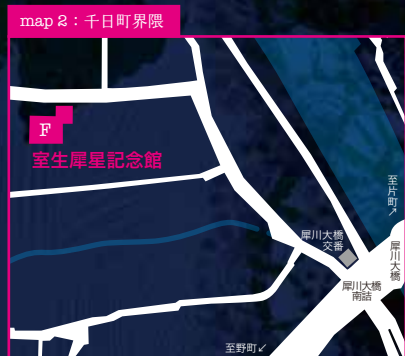 map 2：千日町界隈
F
室生犀星記念館
至片町↗
犀川大橋
交番
犀川大橋
犀川大橋
南詰
至野町↙